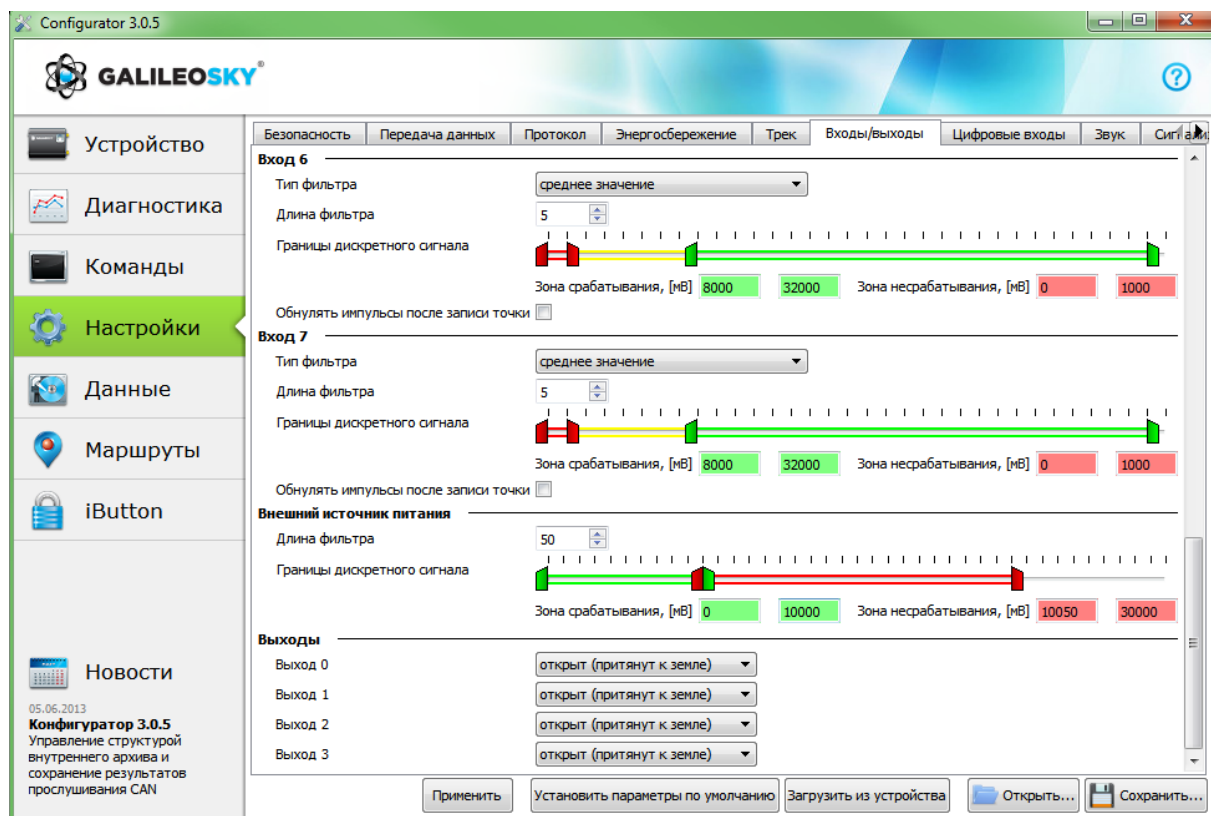 Configurator 3.0.5
GALILEOSKY®
?
Устройство
Диагностика
Команды
Настройки
Данные
Маршруты
iButton
Новости
05.06.2013
Конфигуратор 3.0.5
Управление структурой
внутреннего архива и
сохранение результатов
прослушивания CAN
Безопасность Передача данных Протокол Энергосбережение Трек Входы/выходы Цифровые входы Звук
Вход 6
Тип фильтра среднее значение
Длина фильтра 5
Границы дискретного сигнала
Зона срабатывания, [мВ] 8000 32000 Зона несрабатывания, [мВ] 0 1000
Обнулять импульсы после записи точки
Вход 7
Тип фильтра среднее значение
Длина фильтра 5
Границы дискретного сигнала
Зона срабатывания, [мВ] 8000 32000 Зона несрабатывания, [мВ] 0 1000
Обнулять импульсы после записи точки
Внешний источник питания
Длина фильтра 50
Границы дискретного сигнала
Зона срабатывания, [мВ] 0 10000 Зона несрабатывания, [мВ] 10050 30000
Выходы
Выход 0 открыт (притянут к земле)
Выход 1 открыт (притянут к земле)
Выход 2 открыт (притянут к земле)
Выход 3 открыт (притянут к земле)
Применить Установить параметры по умолчанию Загрузить из устройства Открыть... Сохранить...